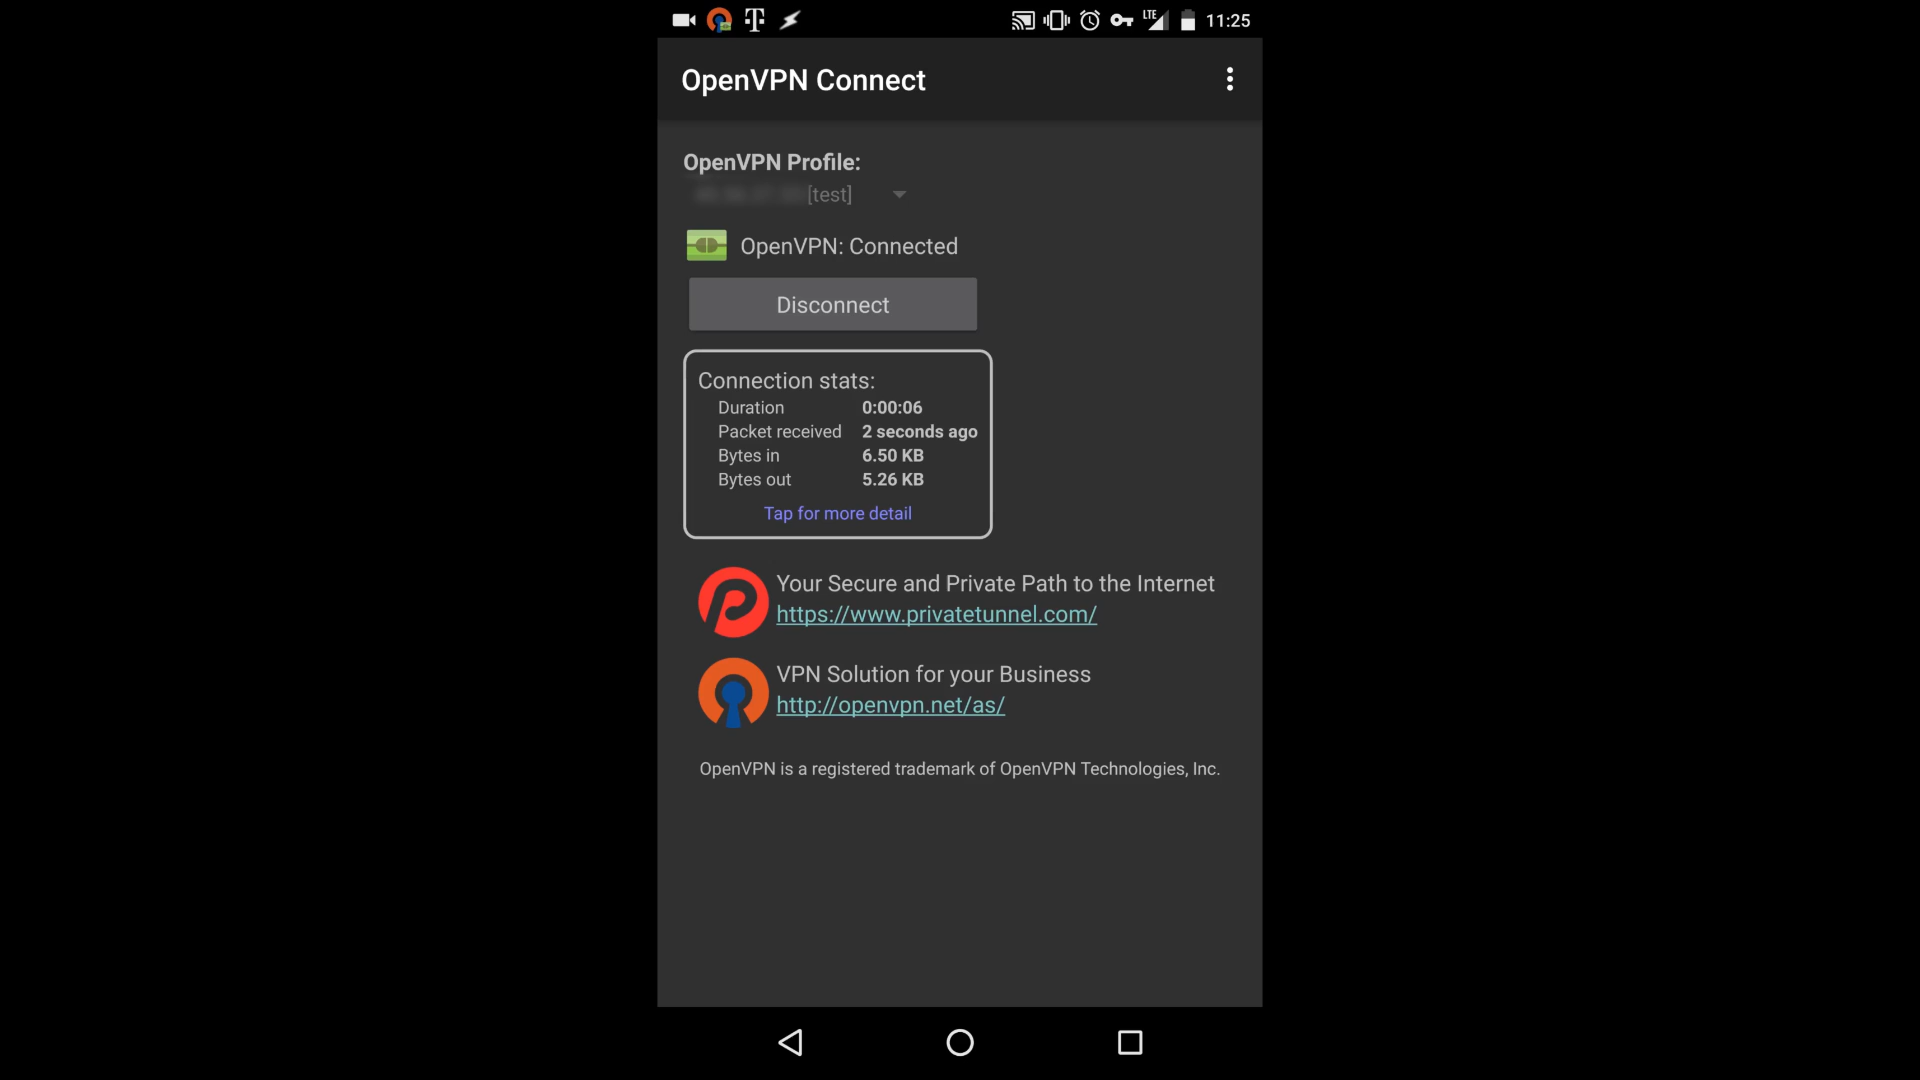 LTE 11:25
OpenVPN Connect
OpenVPN Profile:
[test]
OpenVPN: Connected
Disconnect
Connection stats:
Duration 0:00:06
Packet received 2 seconds ago
Bytes in 6.50 KB
Bytes out 5.26 KB
Tap for more detail
Your Secure and Private Path to the Internet
https://www.privatetunnel.com/
VPN Solution for your Business
http://openvpn.net/as/
OpenVPN is a registered trademark of OpenVPN Technologies, Inc.